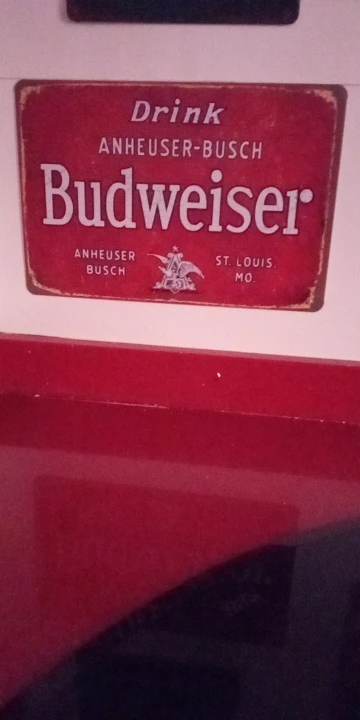 Drink
ANHEUSER-BUSCH
Budweiser
ANHEUSER
BUSCH
ST. LOUIS.
MO.